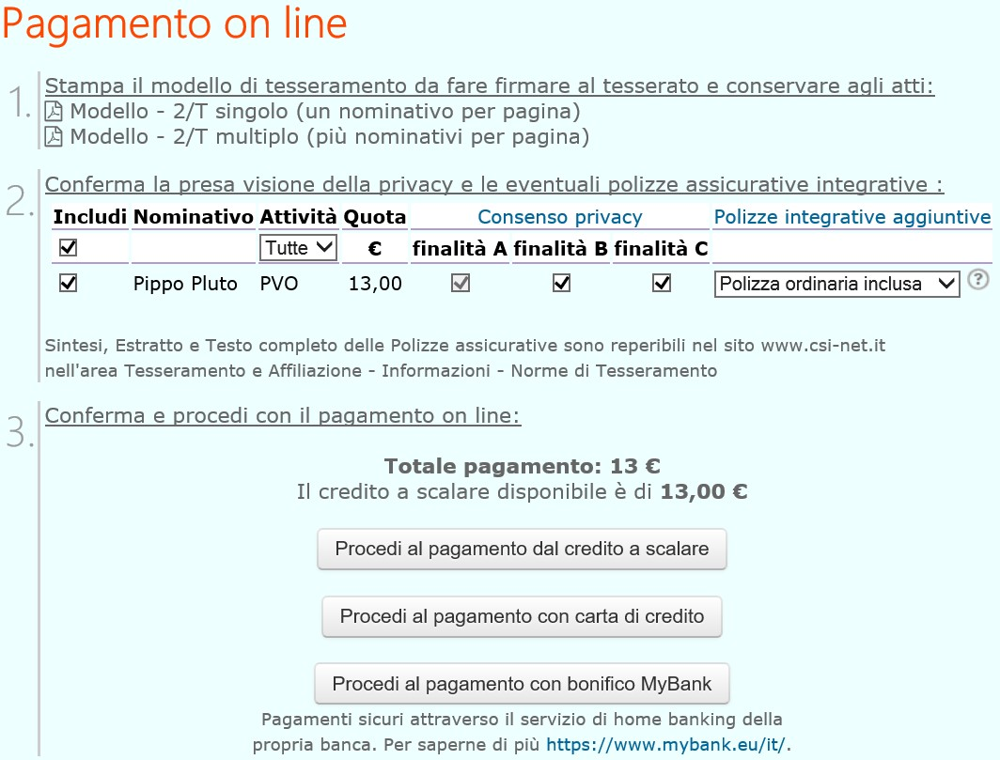 Pagamento on line
1. Stampa il modello di tesseramento da fare firmare al tesserato e conservare agli atti:
Modello - 2/T singolo (un nominativo per pagina)
Modello - 2/T multiplo (più nominativi per pagina)
2. Conferma la presa visione della privacy e le eventuali polizze assicurative integrative :
Includi Nominativo Attività Quota Consenso privacy Polizze integrative aggiuntive
Tutte € finalità A finalità B finalità C
Pippo Pluto PVO 13,00 Polizza ordinaria inclusa ?
Sintesi, Estratto e Testo completo delle Polizze assicurative sono reperibili nel sito www.csi-net.it
nell'area Tesseramento e Affiliazione - Informazioni - Norme di Tesseramento
3. Conferma e procedi con il pagamento on line:
Totale pagamento: 13 €
Il credito a scalare disponibile è di 13,00 €
Procedi al pagamento dal credito a scalare
Procedi al pagamento con carta di credito
Procedi al pagamento con bonifico MyBank
Pagamenti sicuri attraverso il servizio di home banking della
propria banca. Per saperne di più https://www.mybank.eu/it/.